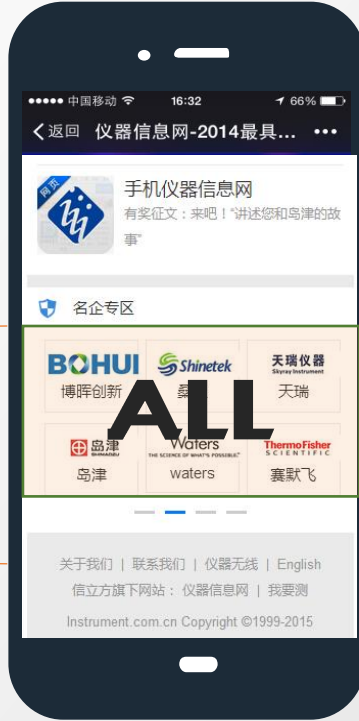 中国移动 16:32 66%
返回 仪器信息网-2014最具... •••
网页
手机仪器信息网
有奖征文：来吧！“讲述您和岛津的故
事”
名企专区
BOHUI Shinetek 天瑞仪器
Skyray Instrument
博晖创新 天瑞
ALL
岛津 Waters ThermoFisher
SHIMADZU THE SCIENCE OF WHAT'S POSSIBLE.™ SCIENTIFIC
岛津 waters 赛默飞
关于我们 | 联系我们 | 仪器无线 | English
信立方旗下网站： 仪器信息网 | 我要测
Instrument.com.cn Copyright ©1999-2015